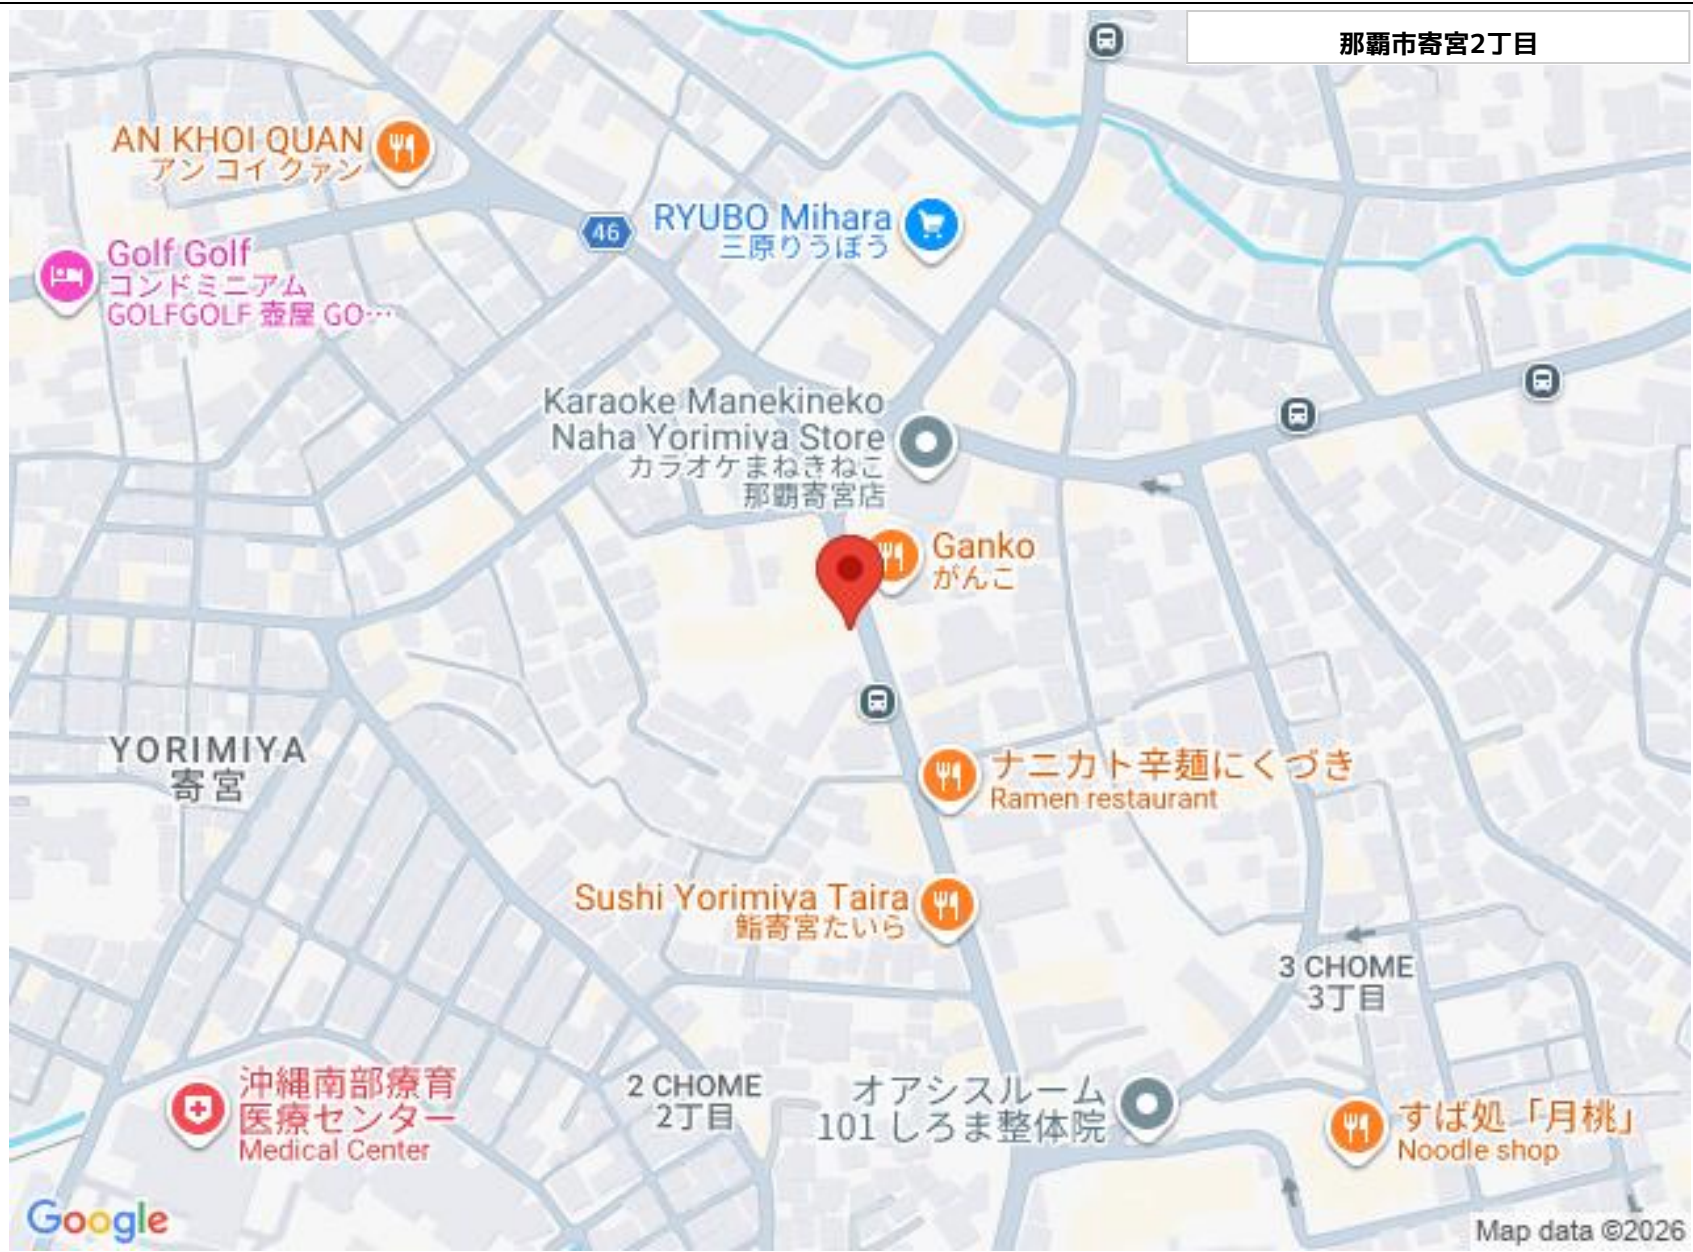 那覇市寄宮2丁目
AN KHOI QUAN
アン コイ クァン
46
RYUBO Mihara
三原りうぼう
Golf Golf
コンドミニアム
GOLFGOLF 壺屋 GO…
Karaoke Manekineko
Naha Yorimiya Store
カラオケまねきねこ
那覇寄宮店
Ganko
がんこ
YORIMIYA
寄宮
ナニカト辛麺にくづき
Ramen restaurant
Sushi Yorimiya Taira
鮨寄宮たいら
3 CHOME
3丁目
沖縄南部療育
医療センター
Medical Center
2 CHOME
2丁目
オアシスルーム
101 しろま整体院
すば処「月桃」
Noodle shop
Google
Map data ©2026